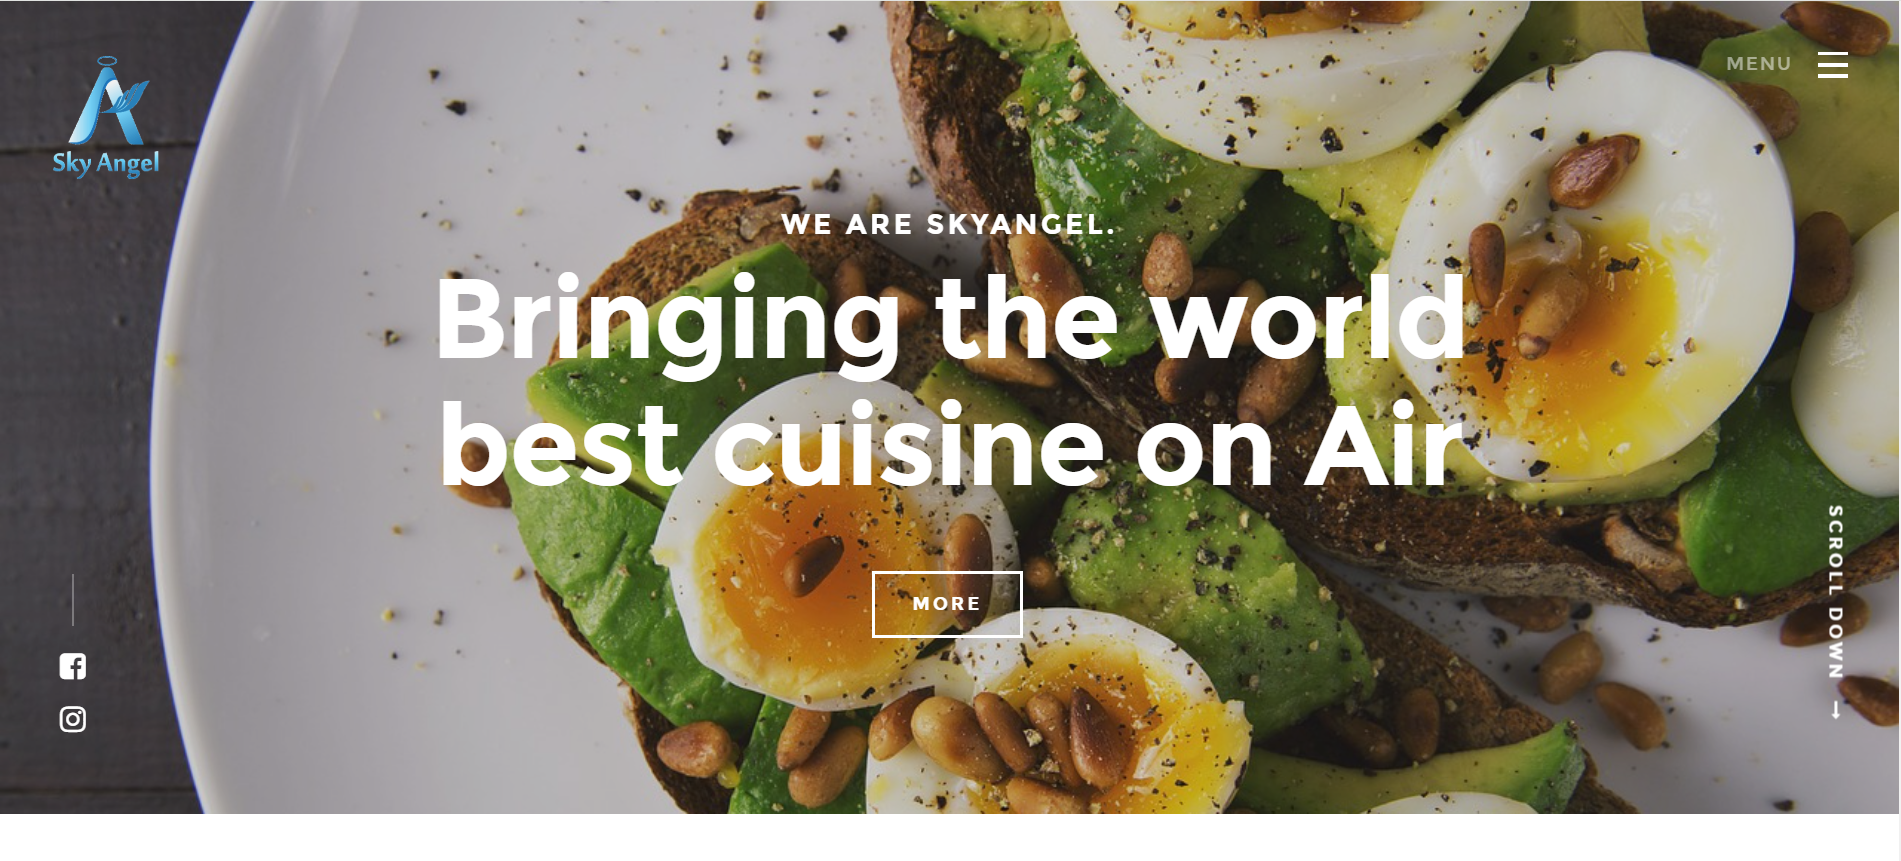 MENU
Sky Angel
WE ARE SKYANGEL.
Bringing the world
best cuisine on Air
MORE
SCROLL DOWN